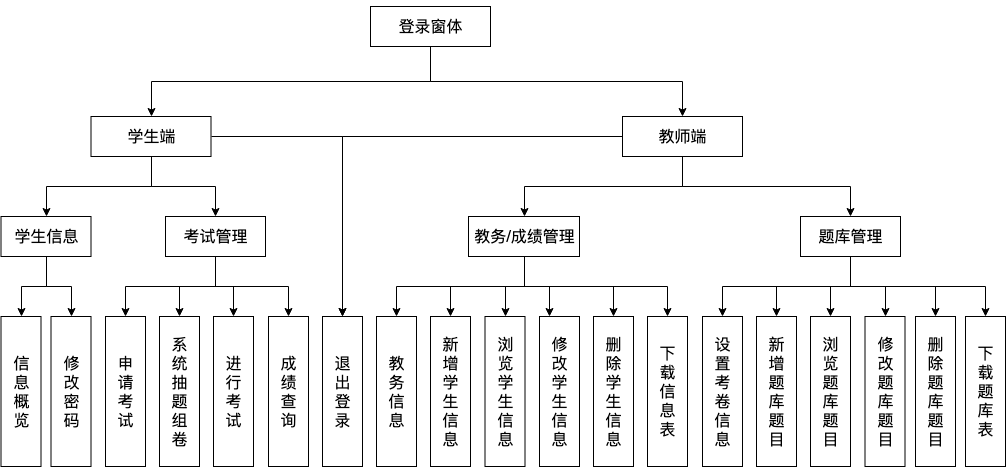 登录窗体
学生端
教师端
学生信息
考试管理
教务/成绩管理
题库管理
信息概览
修改密码
申请考试
系统抽题组卷
进行考试
成绩查询
退出登录
教务信息
新增学生信息
浏览学生信息
修改学生信息
删除学生信息
下载信息表
设置考卷信息
新增题库题目
浏览题库题目
修改题库题目
删除题库题目
下载题库表